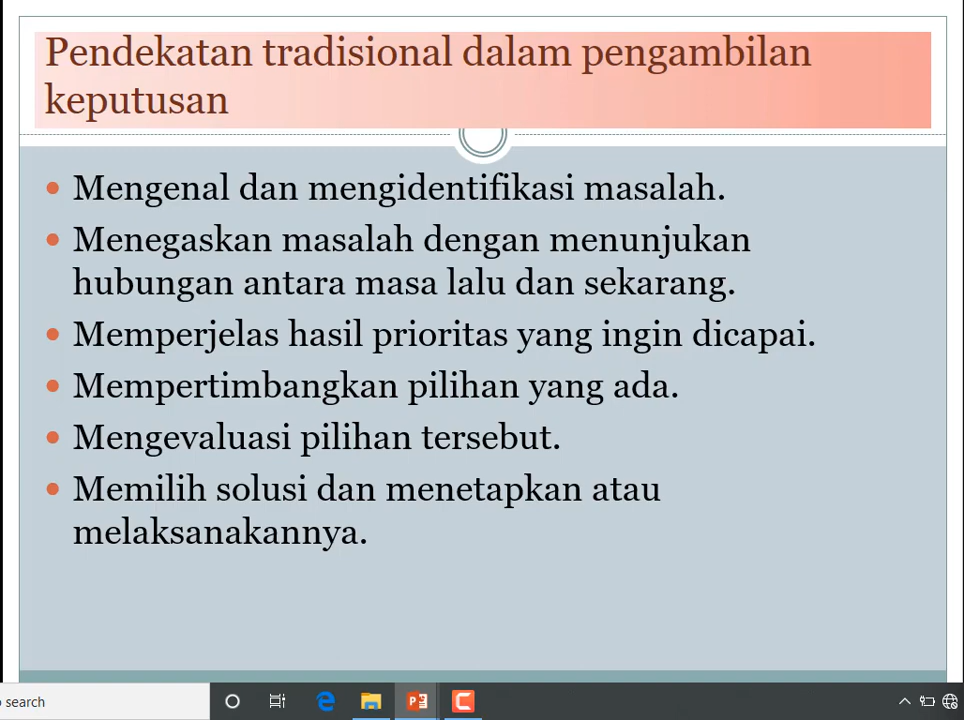 Pendekatan tradisional dalam pengambilan
keputusan
Mengenal dan mengidentifikasi masalah.
Menegaskan masalah dengan menunjukan
hubungan antara masa lalu dan sekarang.
Memperjelas hasil prioritas yang ingin dicapai.
Mempertimbangkan pilihan yang ada.
Mengevaluasi pilihan tersebut.
Memilih solusi dan menetapkan atau
melaksanakannya.
search